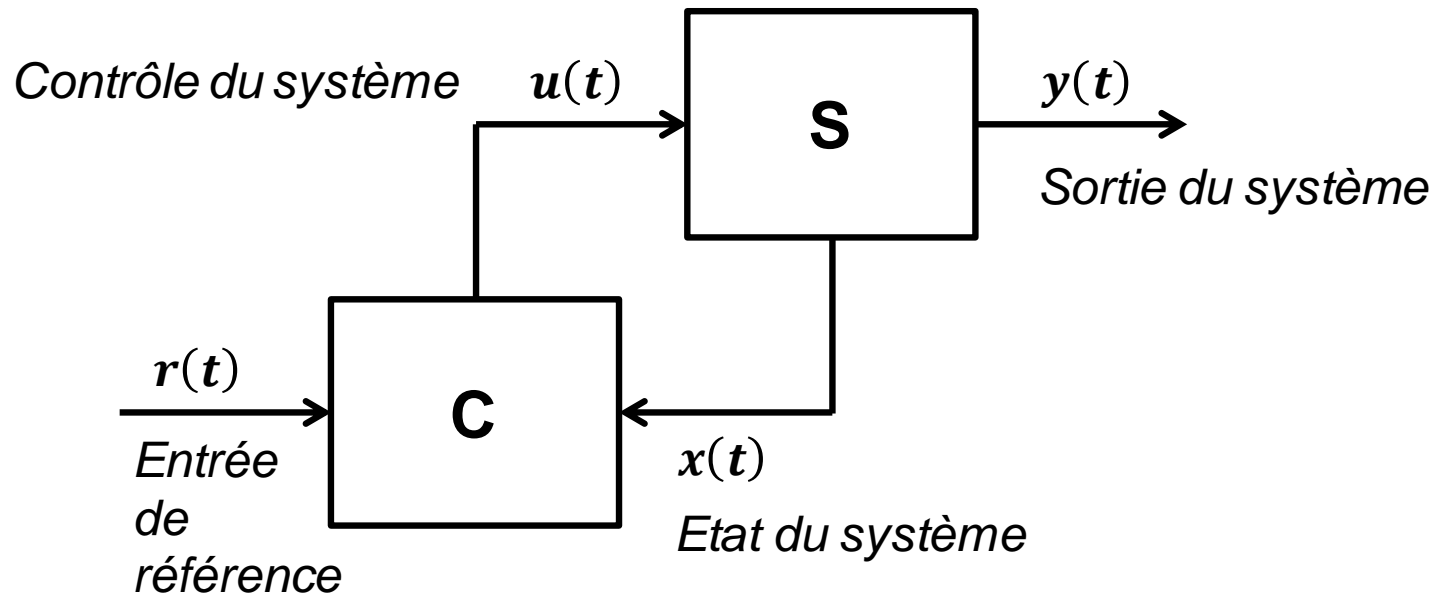 Contrôle du système
u(t)
S
y(t)
Sortie du système
r(t)
C
Entrée
de
référence
x(t)
Etat du système